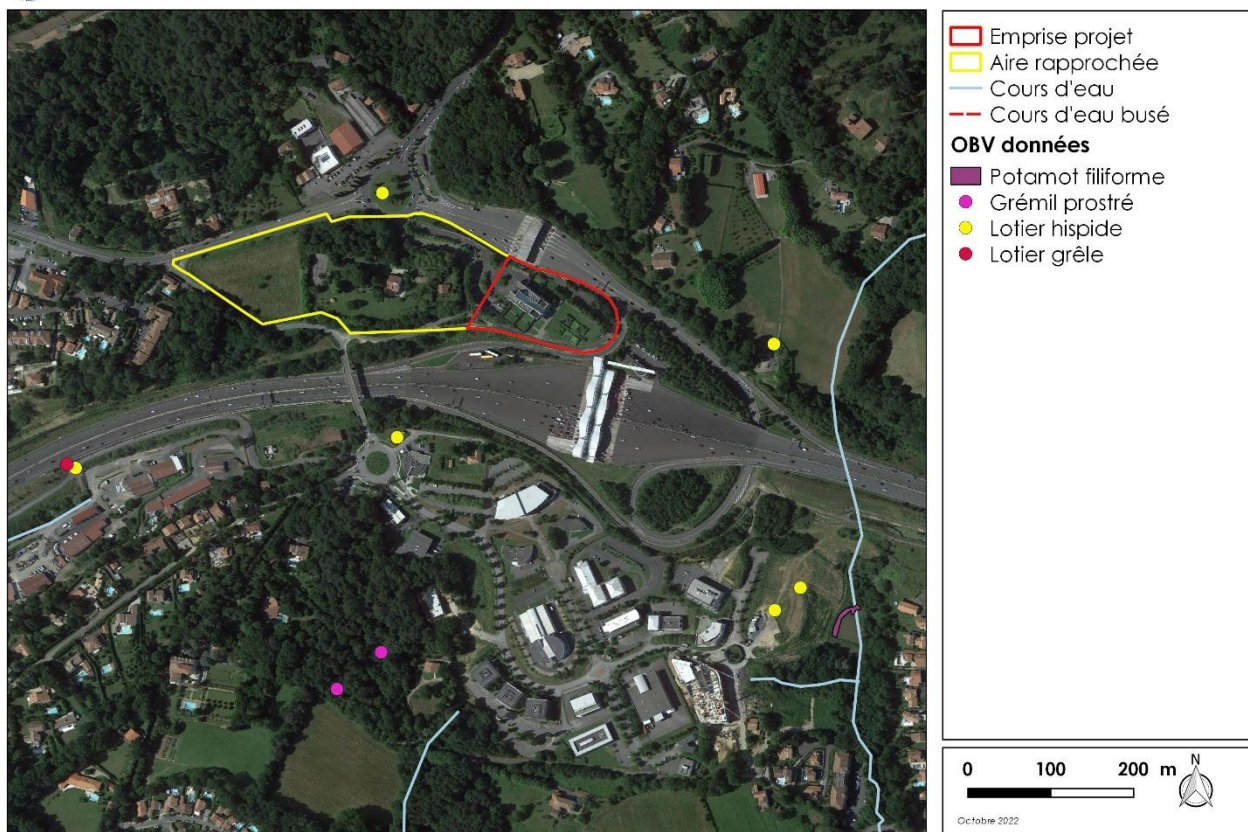 Emprise projet
Aire rapprochée
Cours d'eau
Cours d'eau busé
OBV données
Potamot filiforme
Grémil prostré
Lotier hispide
Lotier grêle
0 100 200 m
N
Octobre 2022